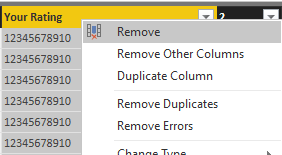 Your Rating 2
12345678910 Remove
12345678910 Remove Other Columns
12345678910 Duplicate Column
12345678910 Remove Duplicates
12345678910 Remove Errors
12345678910 Change Type